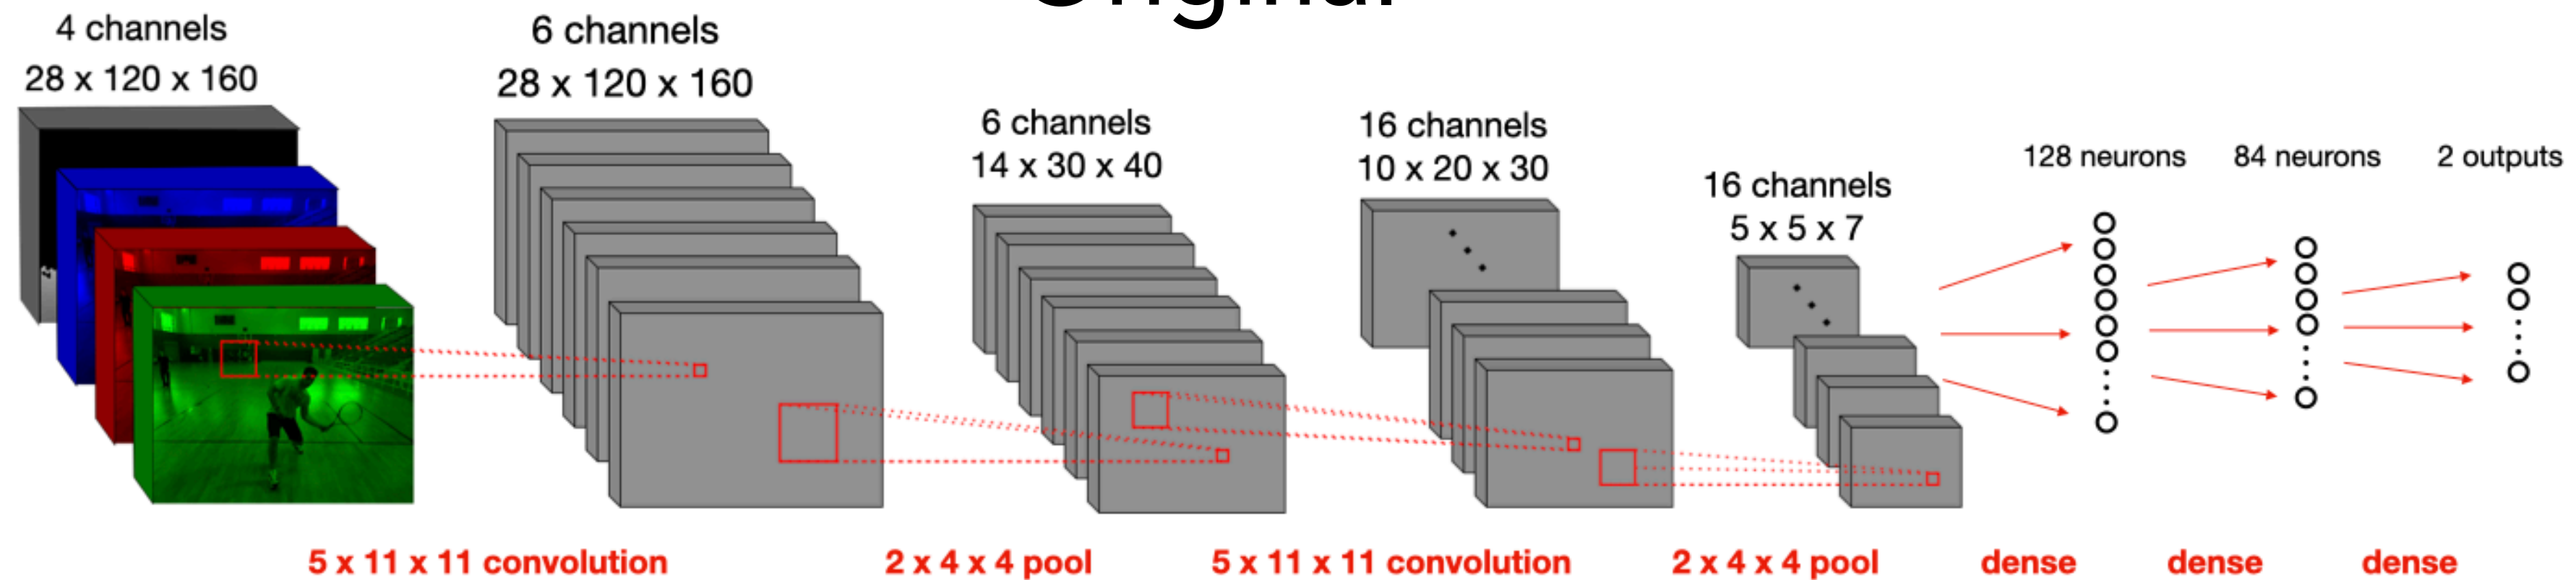 Original
4 channels
28 x 120 x 160
6 channels
28 x 120 x 160
6 channels
14 x 30 x 40
16 channels
10 x 20 x 30
16 channels
5 x 5 x 7
128 neurons
84 neurons
2 outputs
5 x 11 x 11 convolution
2 x 4 x 4 pool
5 x 11 x 11 convolution
2 x 4 x 4 pool
dense
dense
dense